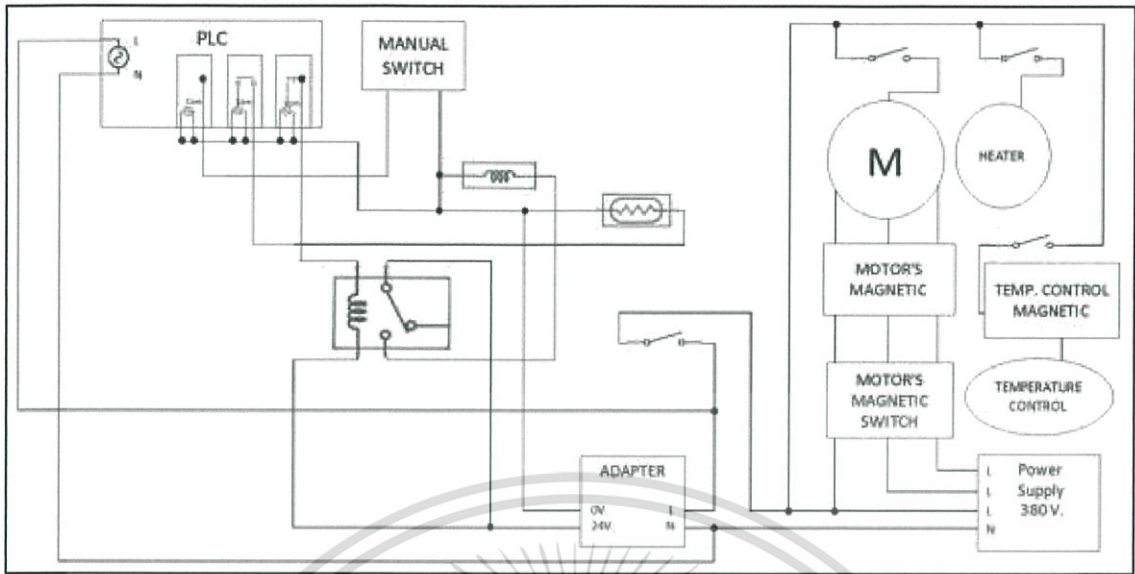 PLC
L
N
Com
Com
Com
MANUAL
SWITCH
M
HEATER
MOTOR'S
MAGNETIC
TEMP. CONTROL
MAGNETIC
MOTOR'S
MAGNETIC
SWITCH
TEMPERATURE
CONTROL
ADAPTER
0V.
24V.
L
N
L
L
L
N
Power
Supply
380 V.